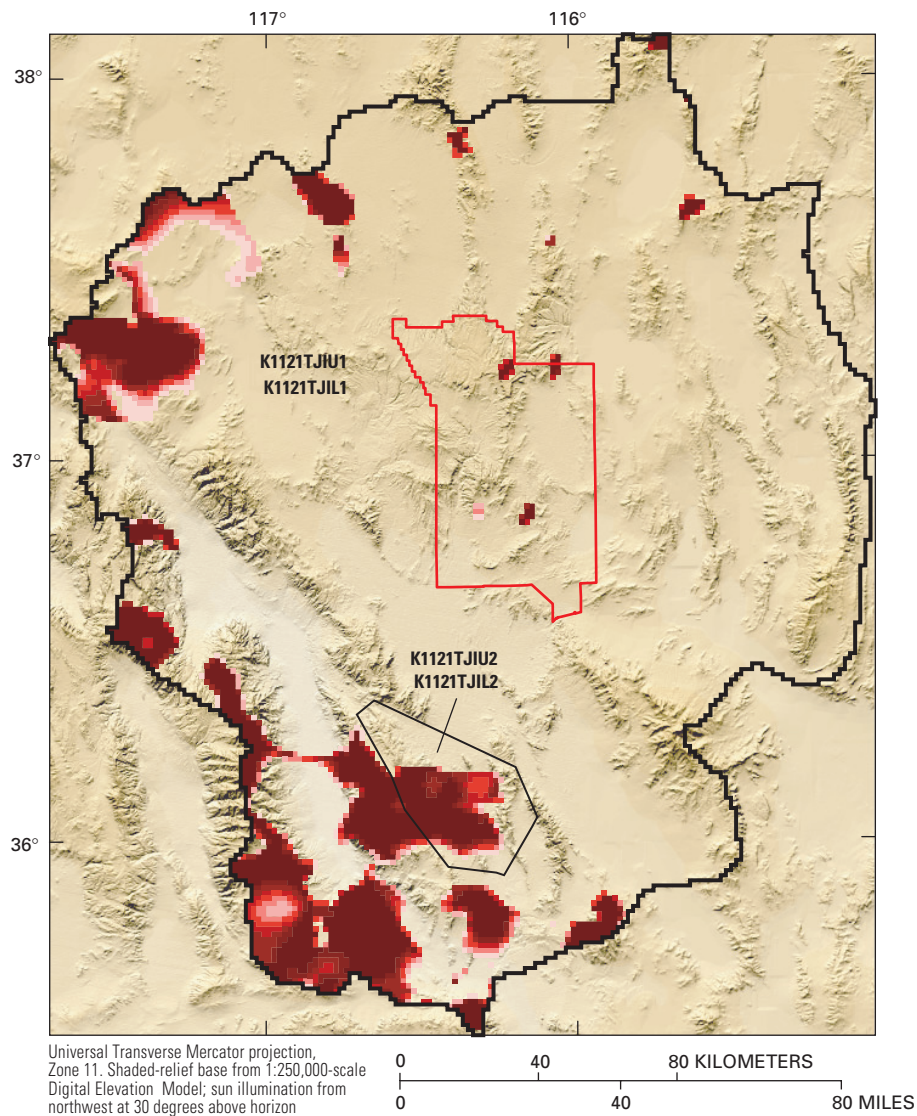 117° 116°
38°
K1121TJIU1
K1121TJIL1
37°
K1121TJIU2
K1121TJIL2
36°
Universal Transverse Mercator projection,
Zone 11. Shaded-relief base from 1:250,000-scale
Digital Elevation Model; sun illumination from
northwest at 30 degrees above horizon
0 40 80 KILOMETERS
0 40 80 MILES